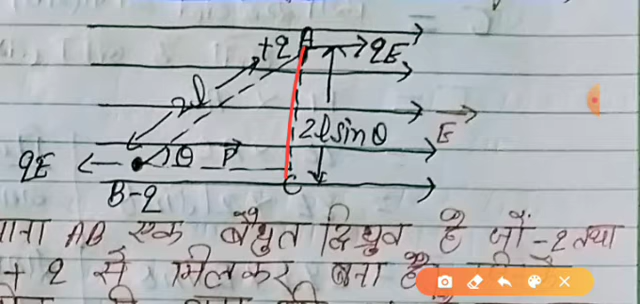 +q A qE
2l
2l sinθ
E
qE θ P
B-q C
माना AB एक बैधुत द्विध्रुव है जो -q तथा
+q से मिलकर बना है